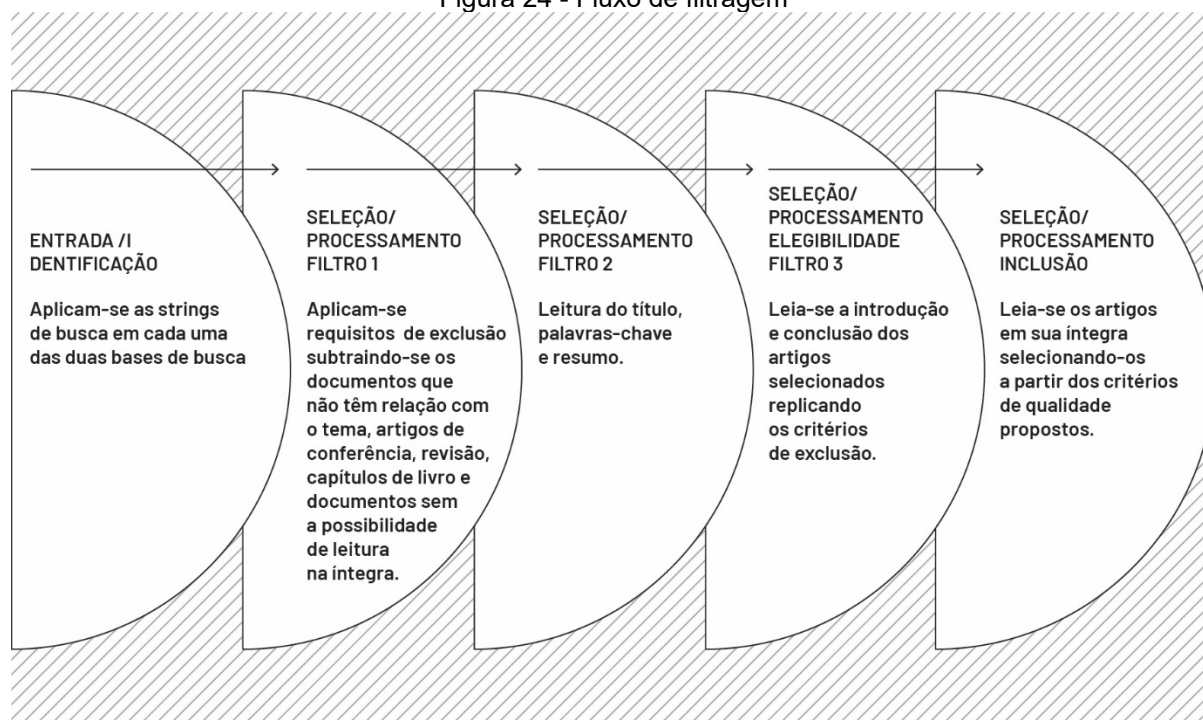 Figura 24 - Fluxo de filtragem
ENTRADA /I
DENTIFICAÇÃO
Aplicam-se as strings
de busca em cada uma
das duas bases de busca
SELEÇÃO/
PROCESSAMENTO
FILTRO 1
Aplicam-se
requisitos de exclusão
subtraindo-se os
documentos que
não têm relação com
o tema, artigos de
conferência, revisão,
capítulos de livro e
documentos sem
a possibilidade
de leitura
na íntegra.
SELEÇÃO/
PROCESSAMENTO
FILTRO 2
Leitura do título,
palavras-chave
e resumo.
SELEÇÃO/
PROCESSAMENTO
ELEGIBILIDADE
FILTRO 3
Leia-se a introdução
e conclusão dos
artigos
selecionados
replicando
os critérios
de exclusão.
SELEÇÃO/
PROCESSAMENTO
INCLUSÃO
Leia-se os artigos
em sua íntegra
selecionando-os
a partir dos critérios
de qualidade
propostos.